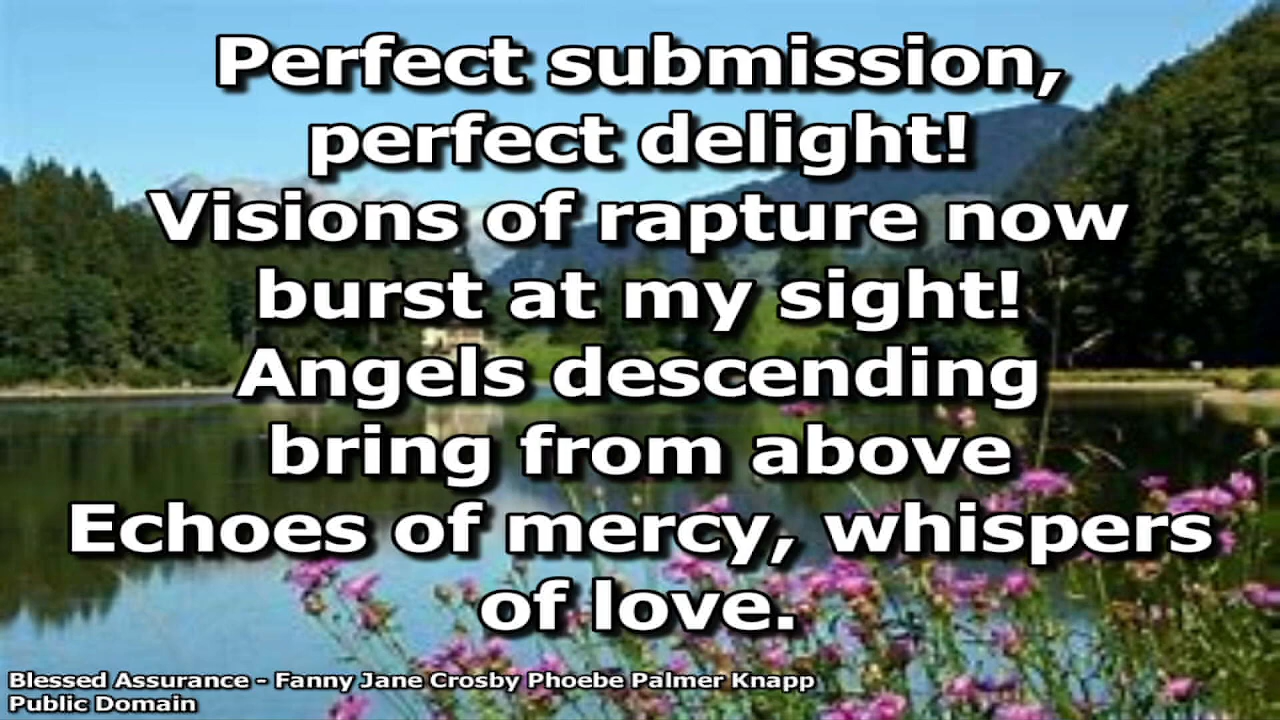 Perfect submission,
perfect delight!
Visions of rapture now
burst at my sight!
Angels descending
bring from above
Echoes of mercy, whispers
of love.
Blessed Assurance - Fanny Jane Crosby Phoebe Palmer Knapp
Public Domain